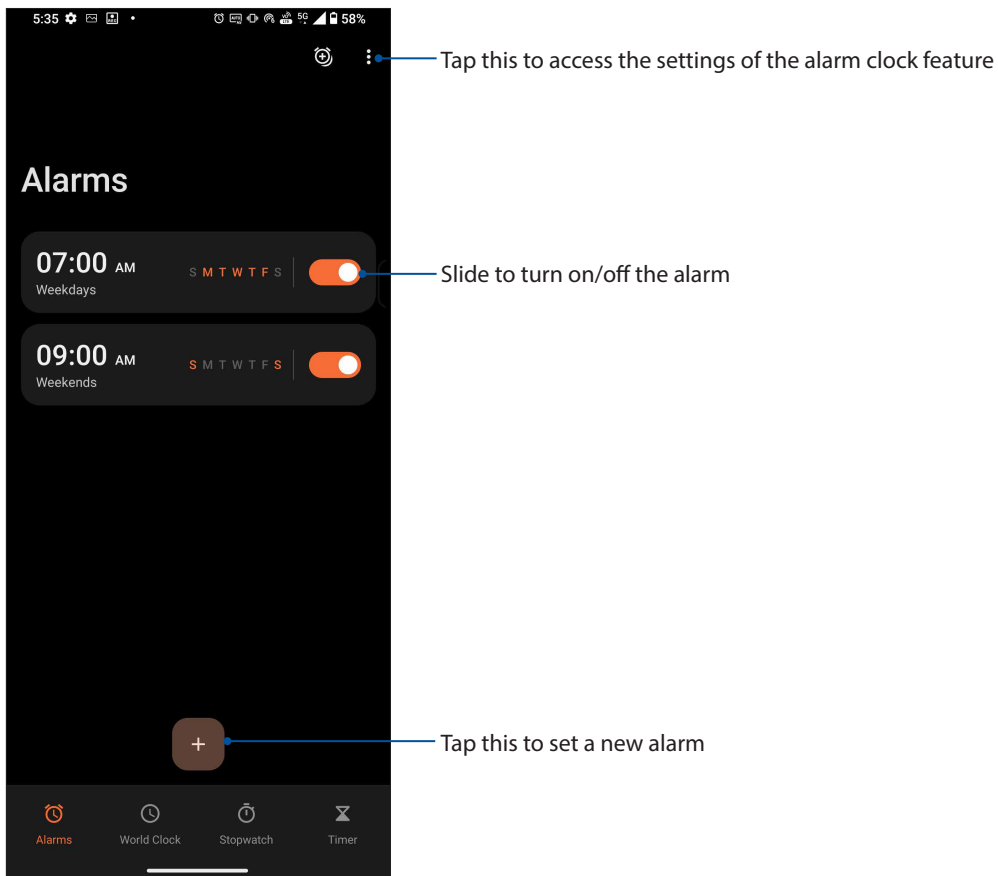 5:35 5G 58%
Tap this to access the settings of the alarm clock feature
Alarms
07:00 AM S M T W T F S
Weekdays
Slide to turn on/off the alarm
09:00 AM S M T W T F S
Weekends
+
Tap this to set a new alarm
Alarms World Clock Stopwatch Timer